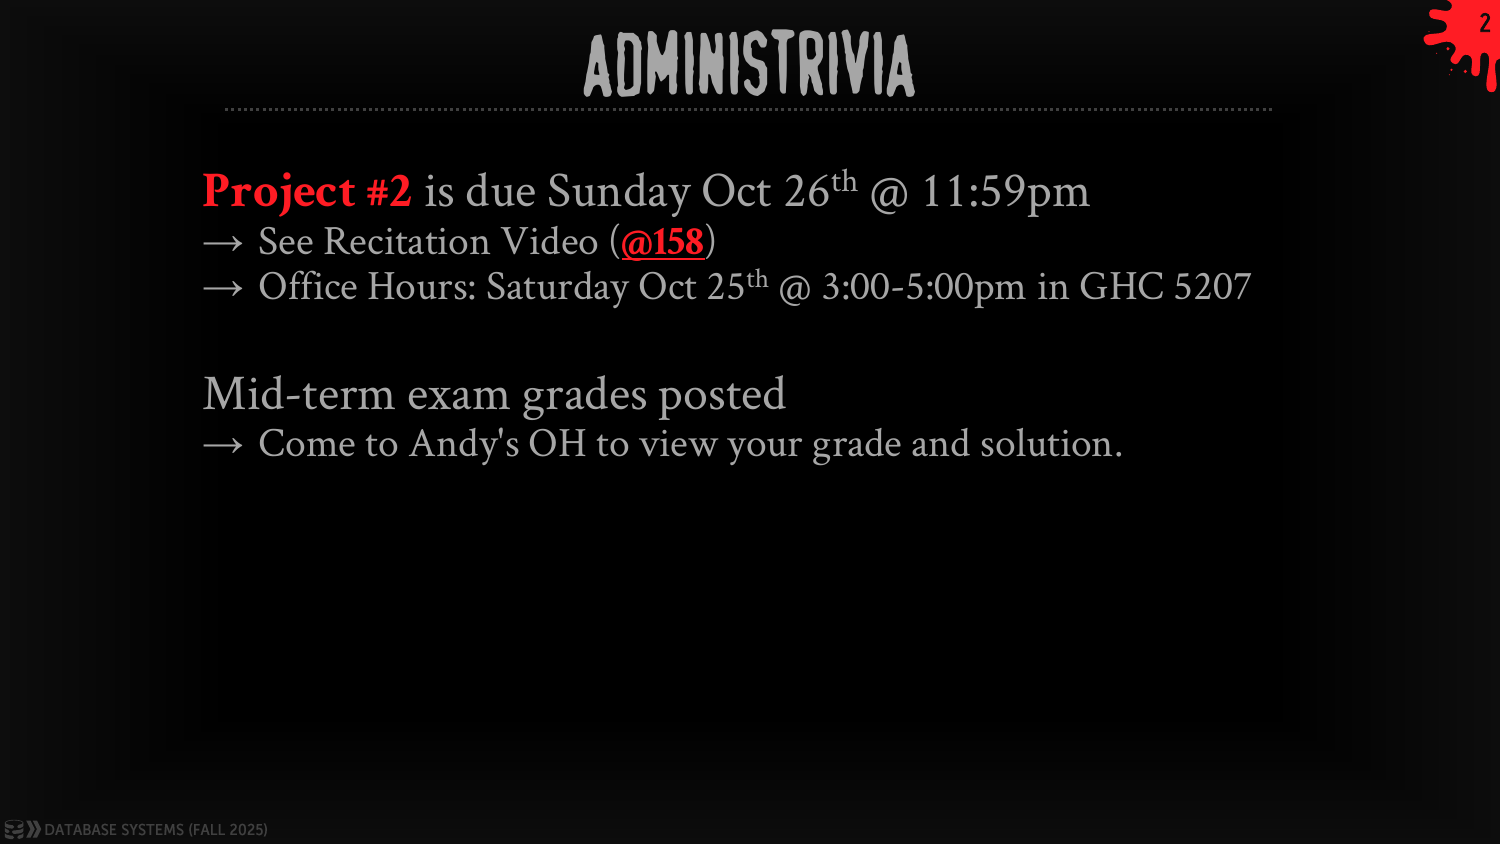 ADMINISTRIVIA
2
Project #2 is due Sunday Oct 26th @ 11:59pm
→ See Recitation Video (@158)
→ Office Hours: Saturday Oct 25th @ 3:00-5:00pm in GHC 5207
Mid-term exam grades posted
→ Come to Andy's OH to view your grade and solution.
DATABASE SYSTEMS (FALL 2025)